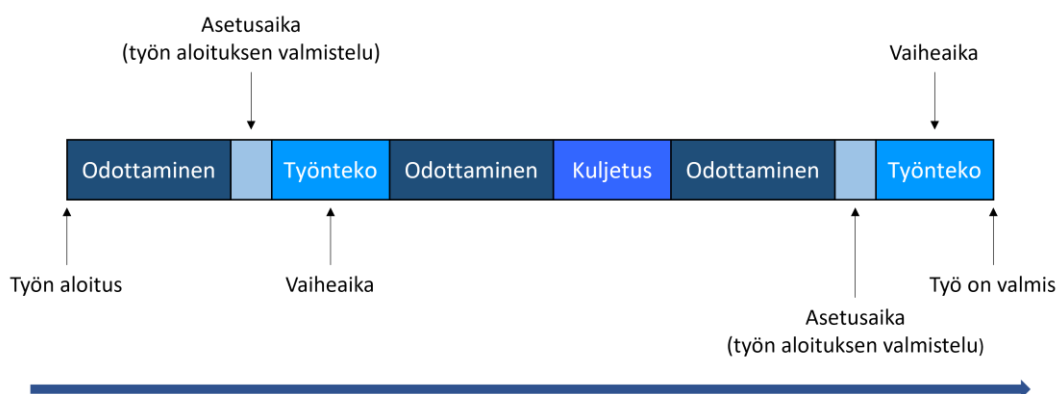 Asetusaika
(työn aloituksen valmistelu)
Vaiheaika
Odottaminen
Työnteko
Odottaminen
Kuljetus
Odottaminen
Työnteko
Työn aloitus
Vaiheaika
Työ on valmis
Asetusaika
(työn aloituksen valmistelu)